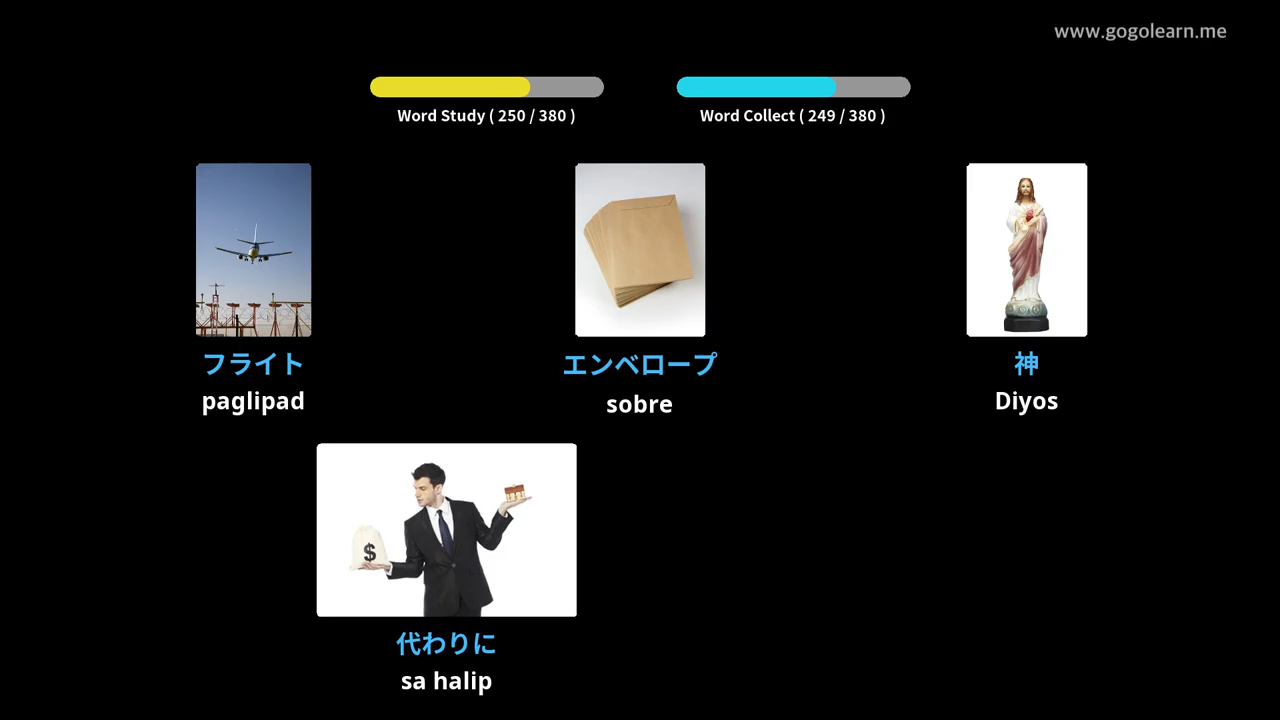 www.gogolearn.me
Word Study ( 250 / 380 )
Word Collect ( 249 / 380 )
フライト
paglipad
エンベロープ
sobre
神
Diyos
$
代わりに
sa halip